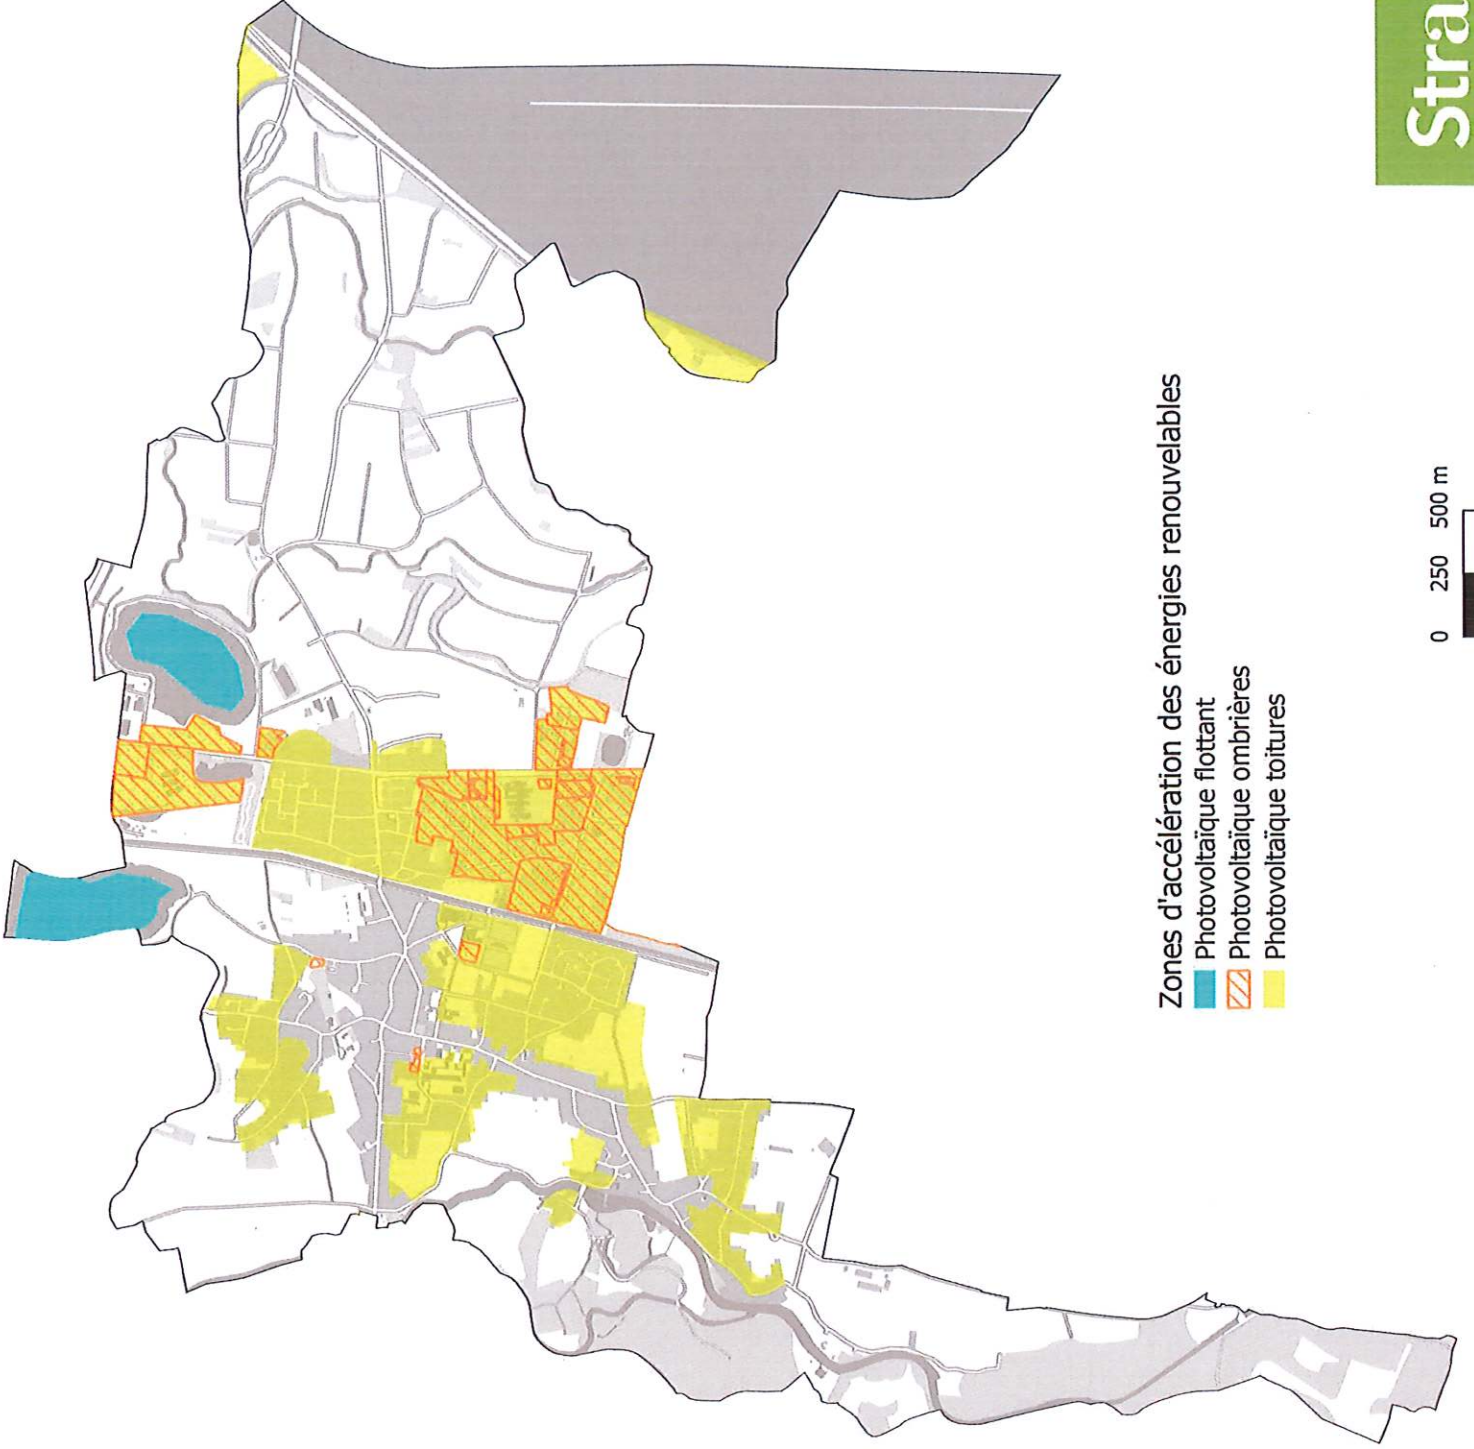 Zones d'accélération des énergies renouvelables
Photovoltaïque flottant
Photovoltaïque ombrières
Photovoltaïque toitures
0 250 500 m
Stra